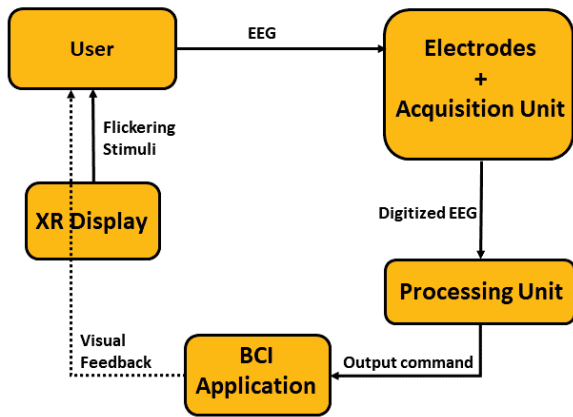 User
EEG
Electrodes
+
Acquisition Unit
Flickering
Stimuli
XR Display
Digitized EEG
Processing Unit
Visual
Feedback
BCI
Application
Output command